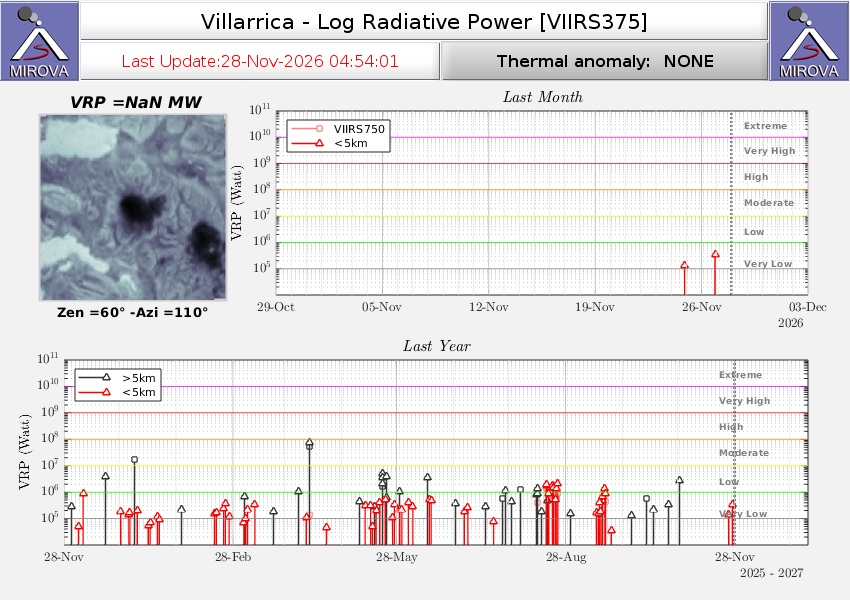 Villarrica - Log Radiative Power [VIIRS375]
MIROVA
Last Update:28-Nov-2026 04:54:01
Thermal anomaly: NONE
MIROVA
VRP =NaN MW
Zen =60° -Azi =110°
Last Month
VRP (Watt)
10^11
10^10
10^9
10^8
10^7
10^6
10^5
VIIRS750
<5km
Extreme
Very High
High
Moderate
Low
Very Low
29-Oct
05-Nov
12-Nov
19-Nov
26-Nov
03-Dec
2026
Last Year
VRP (Watt)
10^11
10^10
10^9
10^8
10^7
10^6
10^5
>5km
<5km
Extreme
Very High
High
Moderate
Low
Very Low
28-Nov
28-Feb
28-May
28-Aug
28-Nov
2025 - 2027